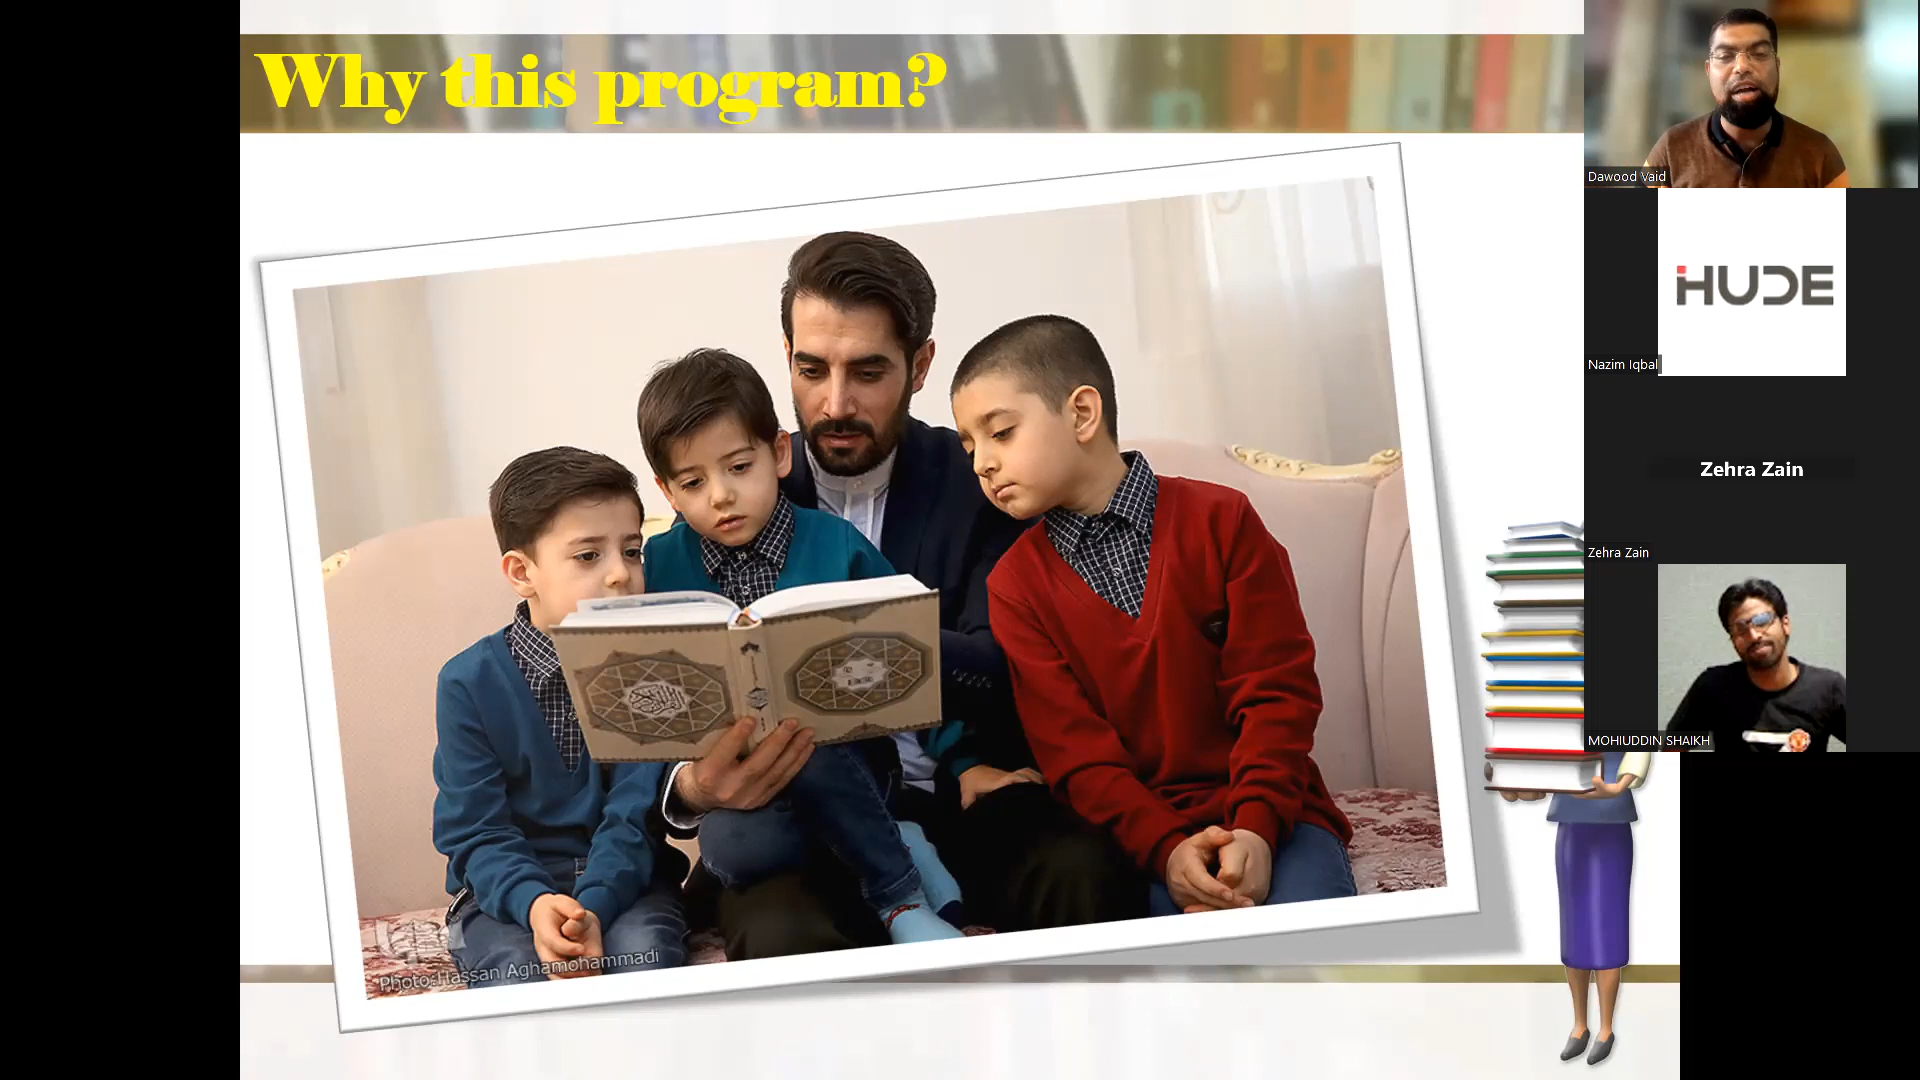 Why this program?
Photo:Hassan Aghamohammadi
Dawood Vaid
HUDE
Nazim Iqbal
Zehra Zain
Zehra Zain
MOHIUDDIN SHAIKH